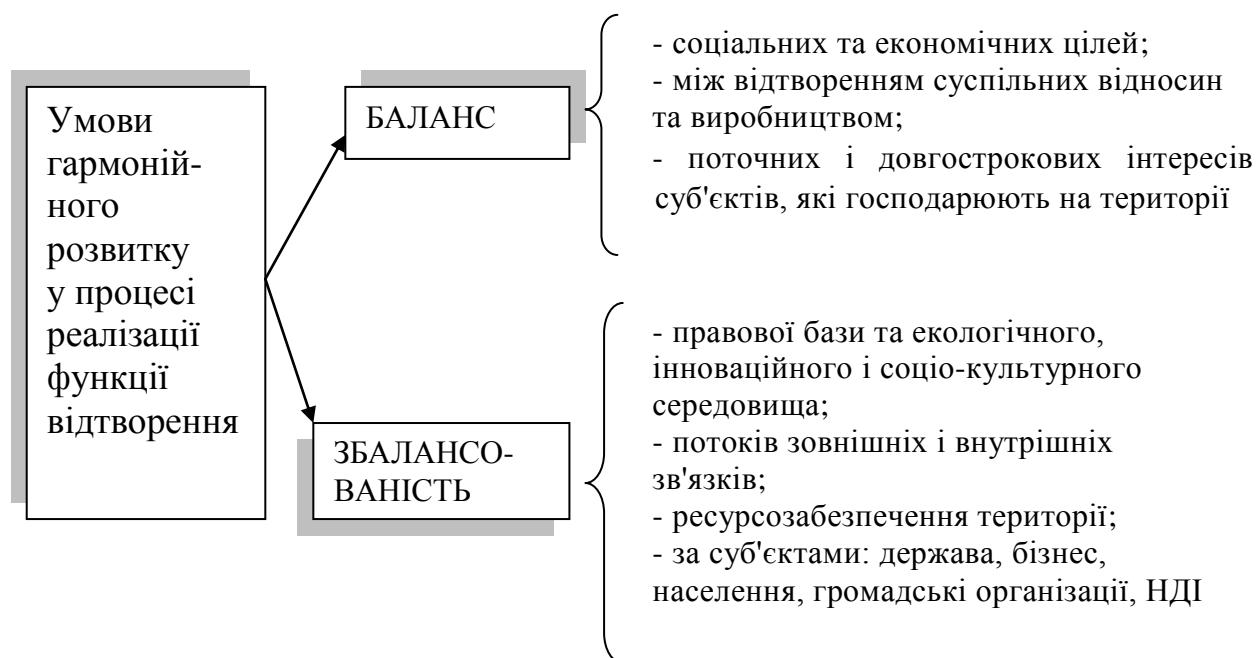 Умови
гармоній-
ного
розвитку
у процесі
реалізації
функції
відтворення
БАЛАНС
- соціальних та економічних цілей;
- між відтворенням суспільних відносин
та виробництвом;
- поточних і довгострокових інтересів
суб'єктів, які господарюють на території
ЗБАЛАНСО-
ВАНІСТЬ
- правової бази та екологічного,
інноваційного і соціо-культурного
середовища;
- потоків зовнішніх і внутрішніх
зв'язків;
- ресурсозабезпечення території;
- за суб'єктами: держава, бізнес,
населення, громадські організації, НДІ